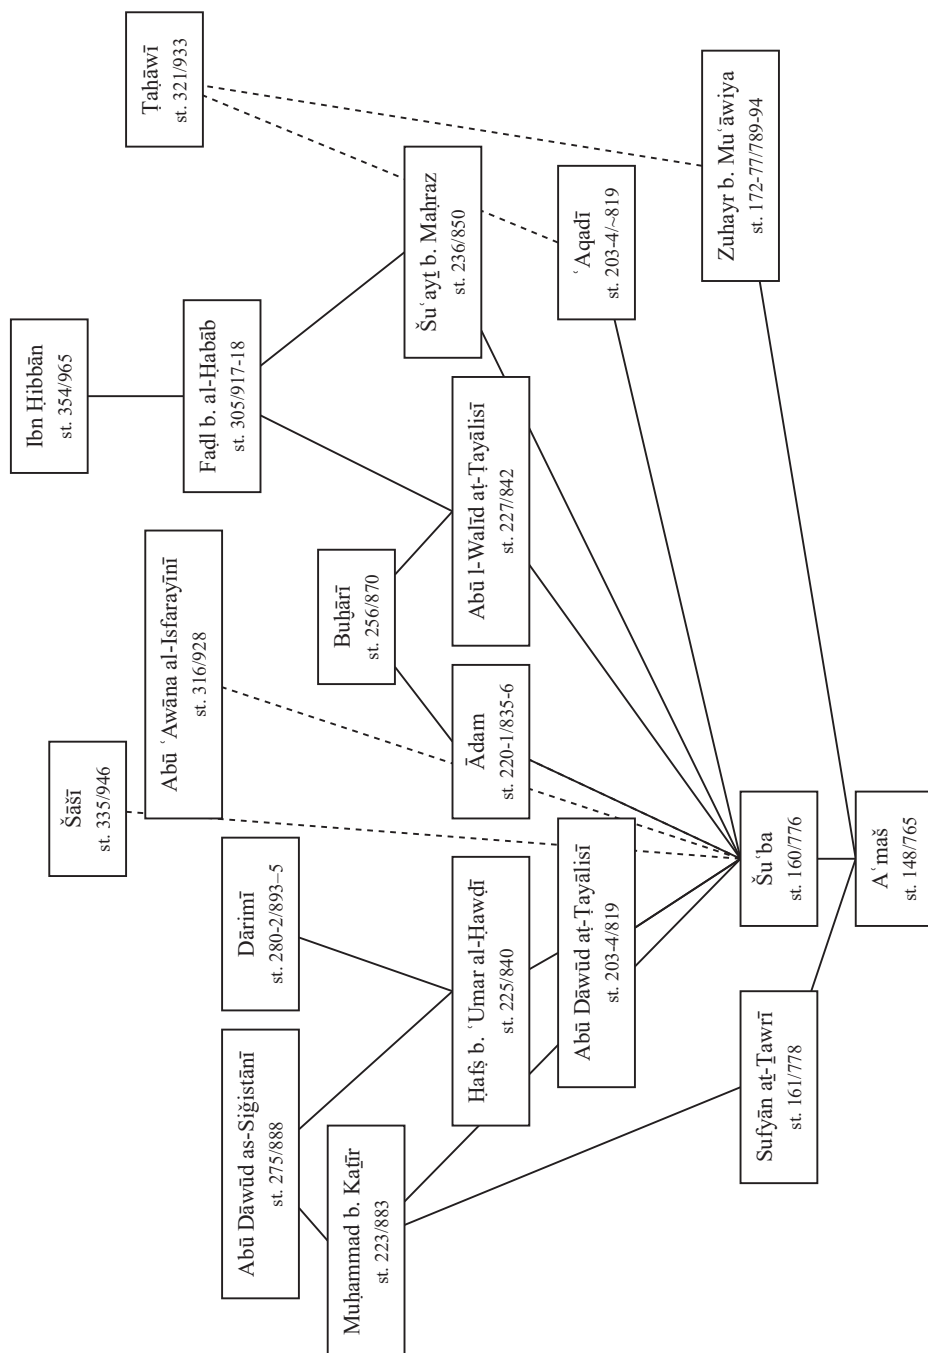 Ibn Ḥibbān
st. 354/965
Šāšī
st. 335/946
Ṭaḥāwī
st. 321/933
Abū ʿAwāna al-Isfarayīnī
st. 316/928
Faḍl b. al-Ḥabāb
st. 305/917-18
Abū Dāwūd as-Siǧistānī
st. 275/888
Dārimī
st. 280-2/893–5
Muḥammad b. Kaṯīr
st. 223/883
Buḫārī
st. 256/870
Šuʿayṯ b. Maḥraz
st. 236/850
Ḥafṣ b. ʿUmar al-Ḥawḍī
st. 225/840
Ādam
st. 220-1/835-6
Abū l-Walīd aṭ-Ṭayālisī
st. 227/842
Abū Dāwūd aṭ-Ṭayālisī
st. 203-4/819
ʿAqadī
st. 203-4/~819
Zuhayr b. Muʿāwiya
st. 172-77/789-94
Sufyān aṯ-Ṯawrī
st. 161/778
Šuʿba
st. 160/776
Aʿmaš
st. 148/765